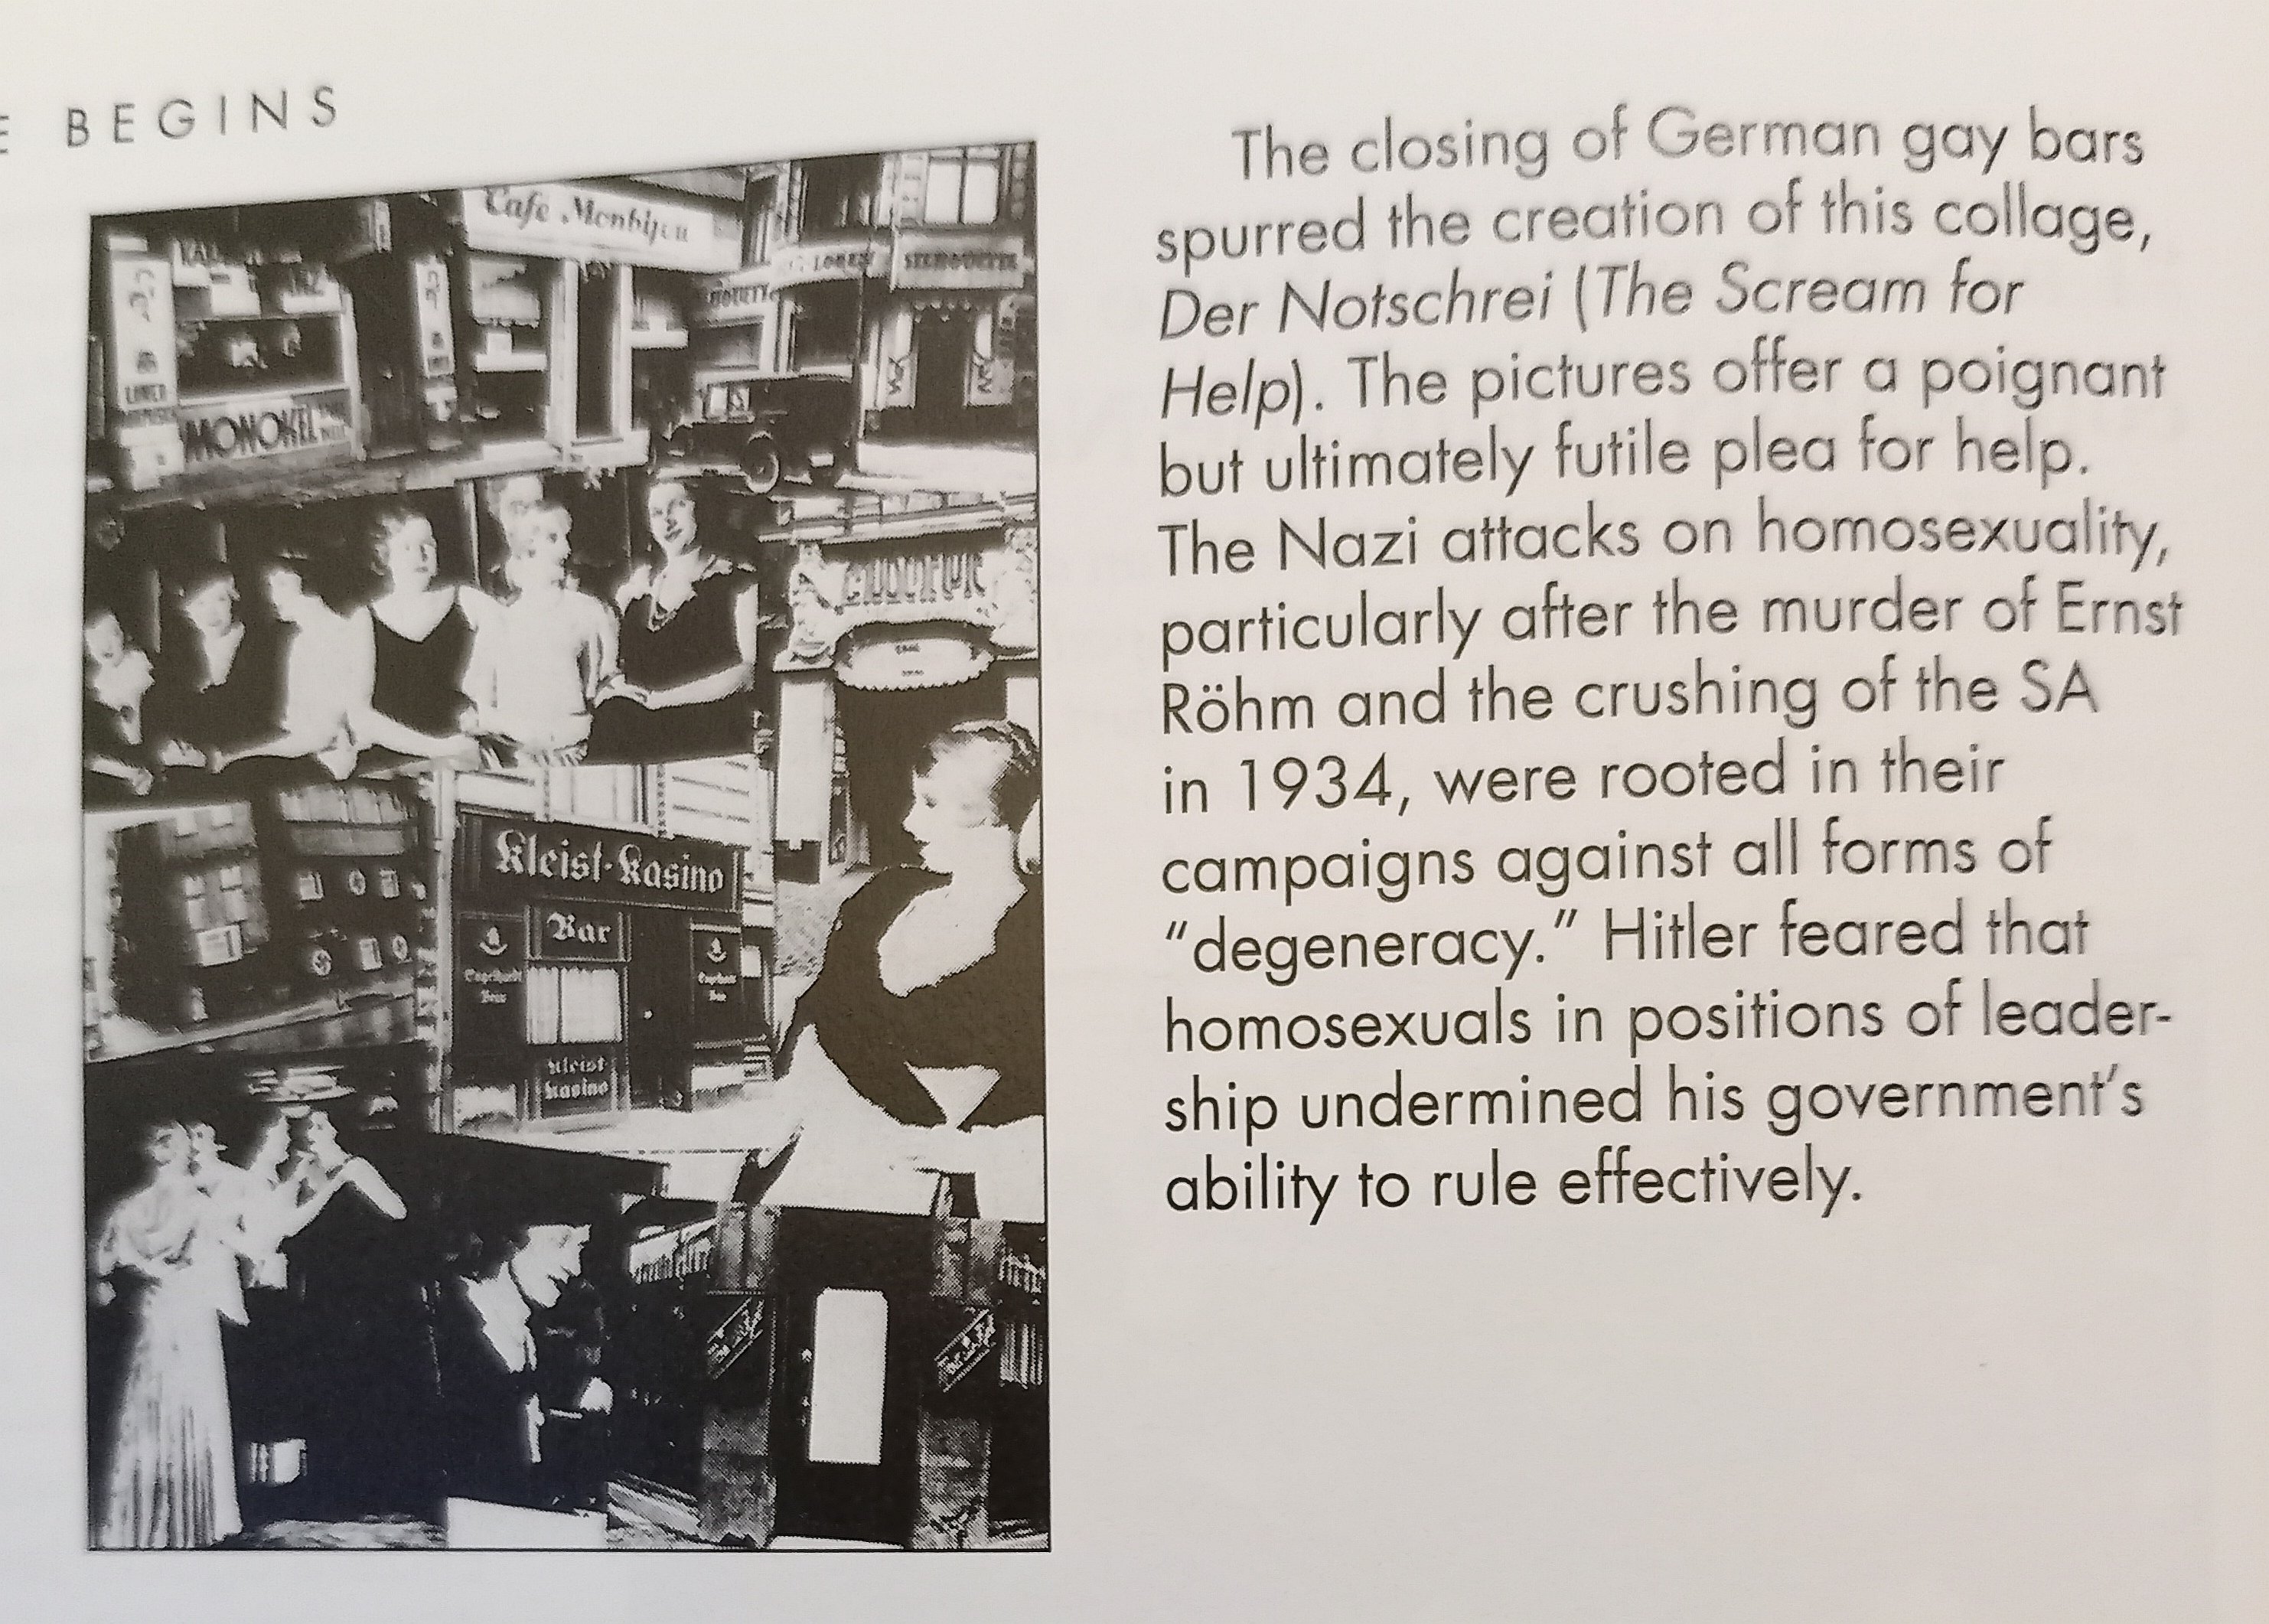 BEGINS
Cafe Monbijou
SILHOUETTE
MONOKEL
Kleist-Kasino
Bar
Engelhardt
Bier
Kleist
Kasino
The closing of German gay bars
spurred the creation of this collage,
Der Notschrei (The Scream for
Help). The pictures offer a poignant
but ultimately futile plea for help.
The Nazi attacks on homosexuality,
particularly after the murder of Ernst
Röhm and the crushing of the SA
in 1934, were rooted in their
campaigns against all forms of
“degeneracy.” Hitler feared that
homosexuals in positions of leader-
ship undermined his government’s
ability to rule effectively.